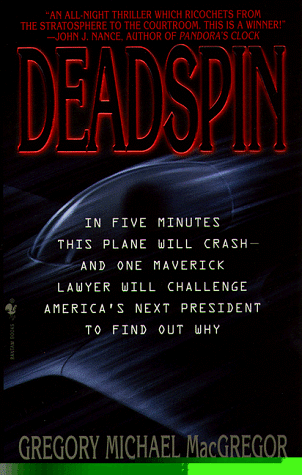 "AN ALL-NIGHT THRILLER WHICH RICOCHETS FROM
THE STRATOSPHERE TO THE COURTROOM. THIS IS A WINNER!"
—JOHN J. NANCE, AUTHOR OF PANDORA'S CLOCK
DEADSPIN
IN FIVE MINUTES
THIS PLANE WILL CRASH—
AND ONE MAVERICK
LAWYER WILL CHALLENGE
AMERICA'S NEXT PRESIDENT
TO FIND OUT WHY
BANTAM BOOKS
GREGORY MICHAEL MacGREGOR